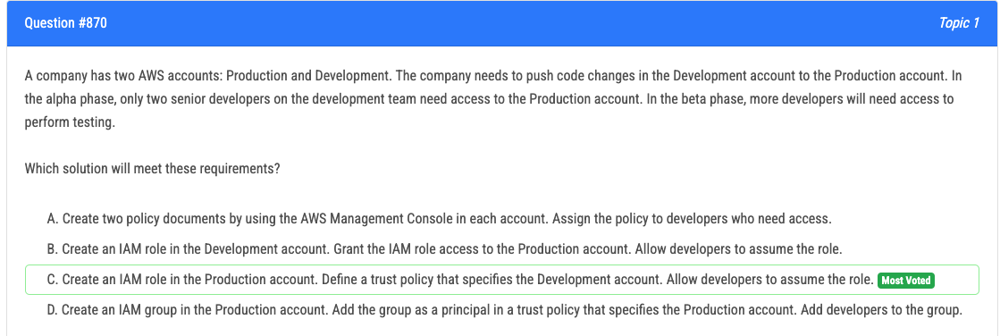 Question #870
Topic 1
A company has two AWS accounts: Production and Development. The company needs to push code changes in the Development account to the Production account. In
the alpha phase, only two senior developers on the development team need access to the Production account. In the beta phase, more developers will need access to
perform testing.
Which solution will meet these requirements?
A. Create two policy documents by using the AWS Management Console in each account. Assign the policy to developers who need access.
B. Create an IAM role in the Development account. Grant the IAM role access to the Production account. Allow developers to assume the role.
C. Create an IAM role in the Production account. Define a trust policy that specifies the Development account. Allow developers to assume the role. Most Voted
D. Create an IAM group in the Production account. Add the group as a principal in a trust policy that specifies the Production account. Add developers to the group.